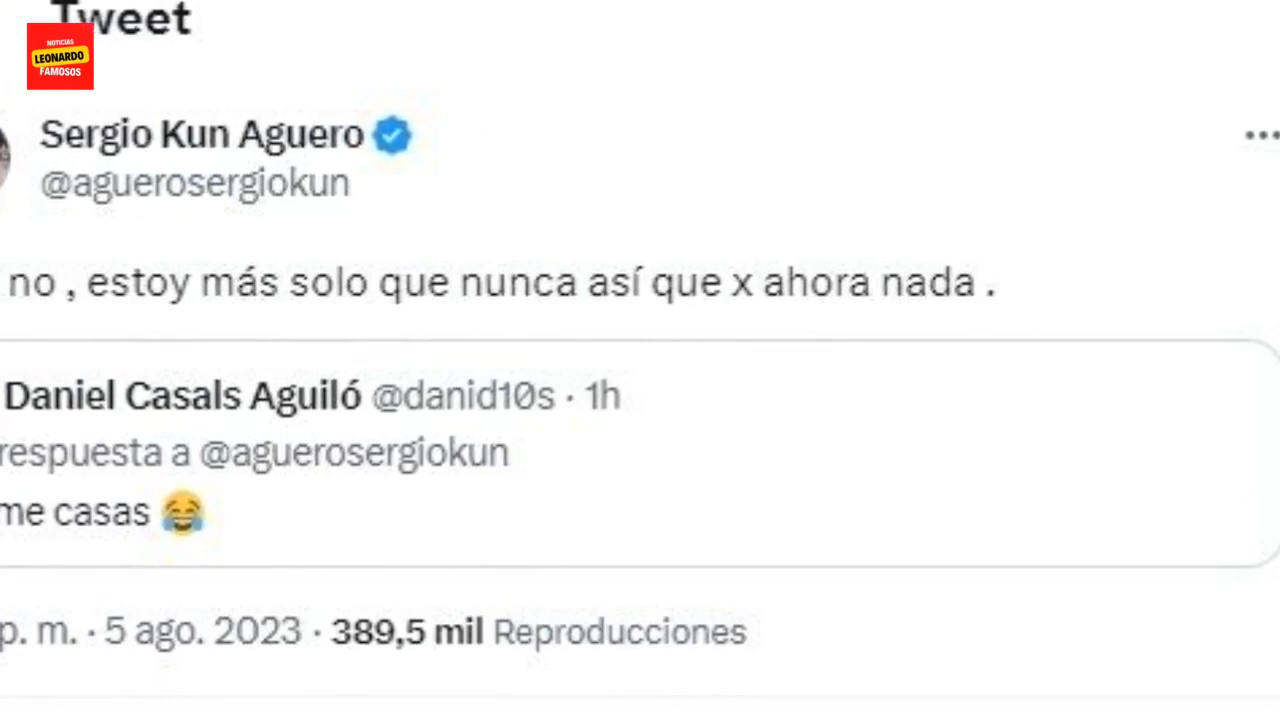 Tweet
NOTICIAS
LEONARDO
FAMOSOS
Sergio Kun Aguero
@aguerosergiokun
no , estoy más solo que nunca así que x ahora nada .
Daniel Casals Aguiló @danid10s · 1h
respuesta a @aguerosergiokun
me casas 😂
p. m. · 5 ago. 2023 · 389,5 mil Reproducciones